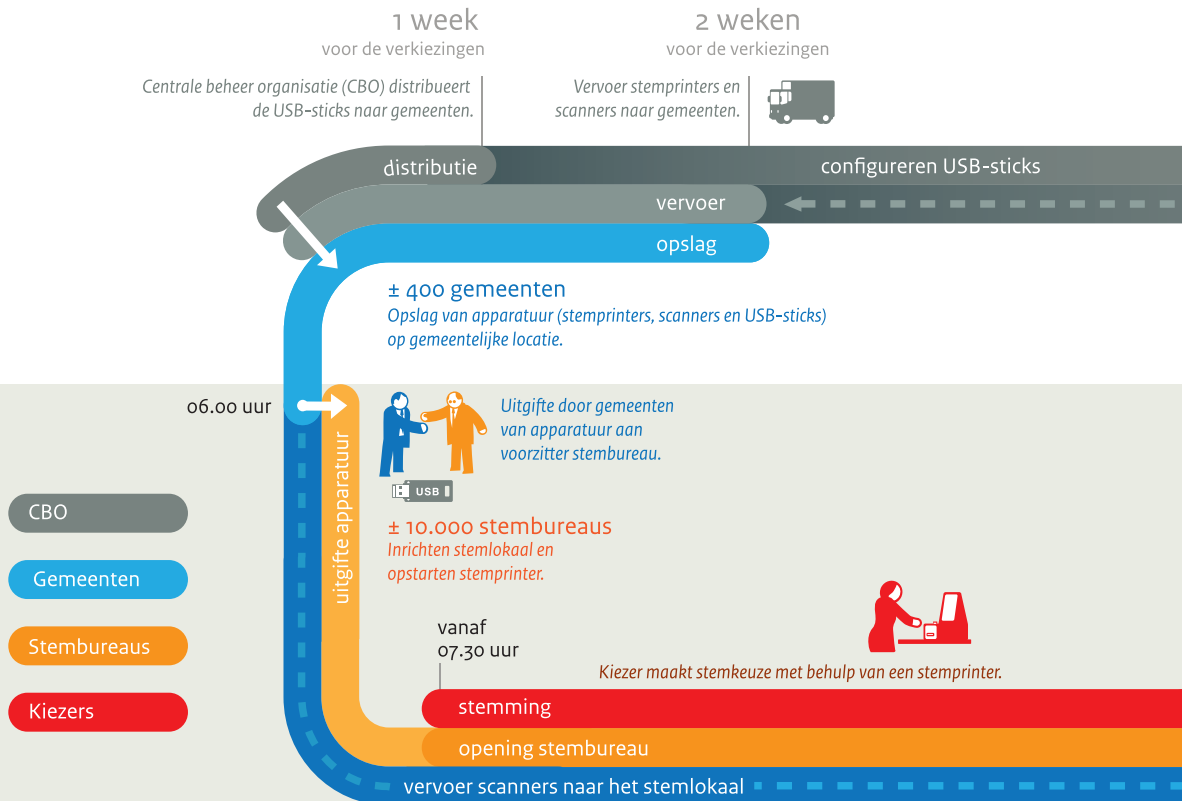 1 week
voor de verkiezingen
2 weken
voor de verkiezingen
Centrale beheer organisatie (CBO) distribueert
de USB-sticks naar gemeenten.
Vervoer stemprinters en
scanners naar gemeenten.
distributie
configureren USB-sticks
vervoer
opslag
± 400 gemeenten
Opslag van apparatuur (stemprinters, scanners en USB-sticks)
op gemeentelijke locatie.
06.00 uur
uitgifte apparatuur
Uitgifte door gemeenten
van apparatuur aan
voorzitter stembureau.
USB
± 10.000 stembureaus
Inrichten stemlokaal en
opstarten stemprinter.
CBO
Gemeenten
Stembureaus
Kiezers
vanaf
07.30 uur
Kiezer maakt stemkeuze met behulp van een stemprinter.
stemming
opening stembureau
vervoer scanners naar het stemlokaal